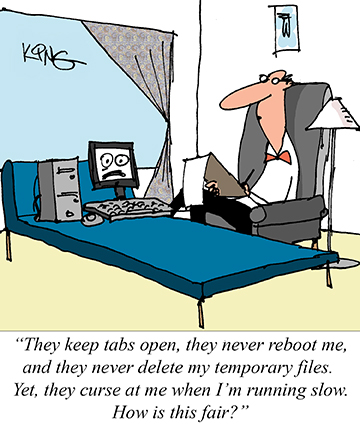 KING
“They keep tabs open, they never reboot me,
and they never delete my temporary files.
Yet, they curse at me when I’m running slow.
How is this fair?”